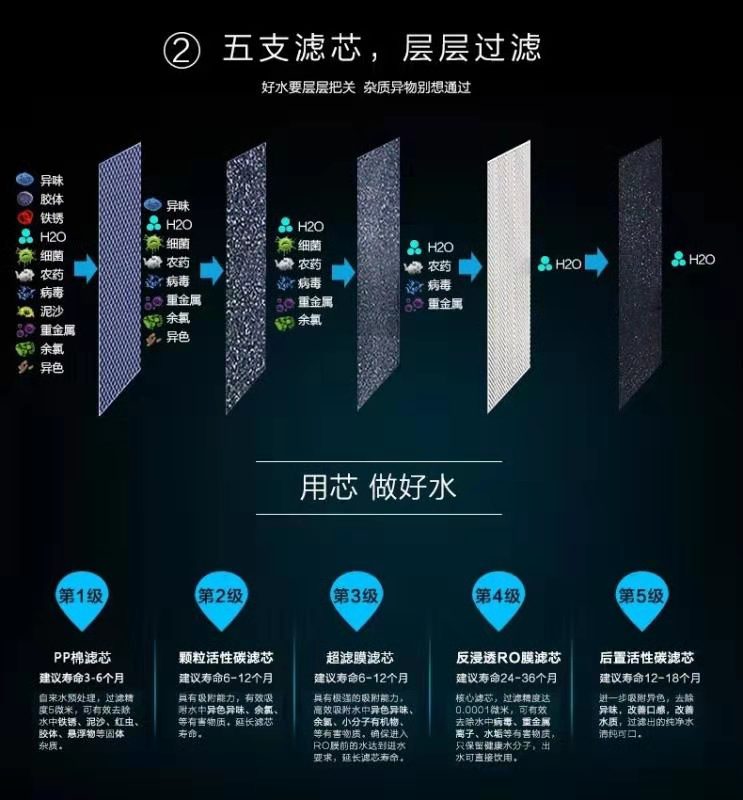 ② 五支滤芯，层层过滤
好水要层层把关 杂质异物别想通过
异味
胶体
铁锈
H2O
细菌
农药
病毒
泥沙
重金属
余氯
异色
异味
H2O
细菌
农药
病毒
重金属
余氯
异色
H2O
细菌
农药
病毒
重金属
余氯
H2O
农药
病毒
重金属
H2O
H2O
用芯 做好水
第1级
PP棉滤芯
建议寿命3-6个月
自来水预处理，过滤精
度5微米，可有效去除
水中铁锈、泥沙、红虫、
胶体、悬浮物等固体
杂质。
第2级
颗粒活性碳滤芯
建议寿命6-12个月
具有吸附能力，有效吸
附水中异色异味、余氯、
等有害物质。延长滤芯
寿命。
第3级
超滤膜滤芯
建议寿命6-12个月
具有极强的吸附能力，
高效吸附水中异色异味、
余氯、小分子有机物、
等有害物质。确保进入
RO膜前的水达到进水
要求，延长滤芯寿命。
第4级
反浸透RO膜滤芯
建议寿命24-36个月
核心滤芯，过滤精度达
0.0001微米，可有效
去除水中病毒、重金属
离子、水垢等有害物质，
只保留健康水分子，出
水可直接饮用。
第5级
后置活性碳滤芯
建议寿命12-18个月
进一步吸附异色，去除
异味，改善口感，改善
水质，过滤出的纯净水
清纯可口。